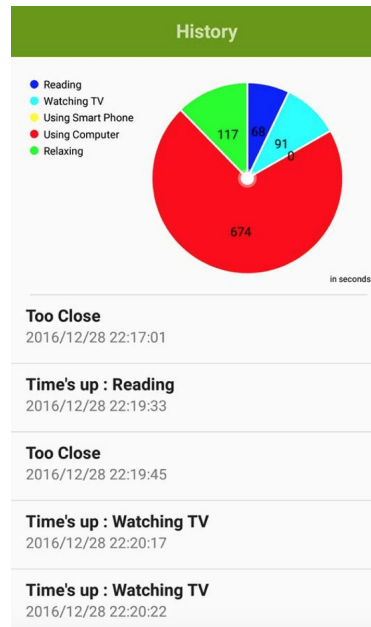 History
Reading
Watching TV
Using Smart Phone
Using Computer
Relaxing
117
68
91
0
674
in seconds
Too Close
2016/12/28 22:17:01
Time's up : Reading
2016/12/28 22:19:33
Too Close
2016/12/28 22:19:45
Time's up : Watching TV
2016/12/28 22:20:17
Time's up : Watching TV
2016/12/28 22:20:22